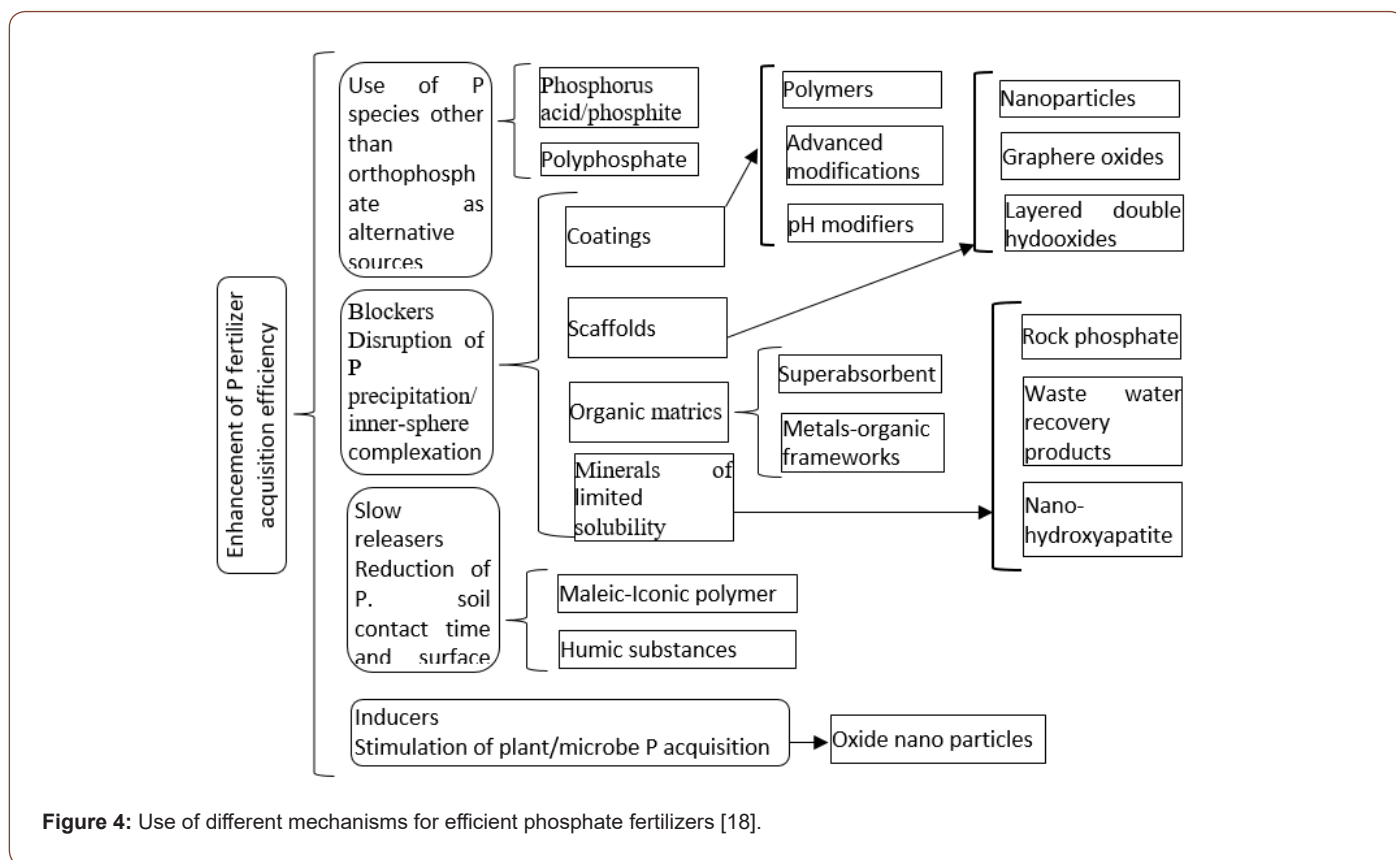 Enhancement of P fertilizer
acquisition efficiency
Use of P
species other
than
orthophosph
ate as
alternative
sources
Phosphorus
acid/phosphite
Polyphosphate
Blockers
Disruption of
P
precipitation/
inner-sphere
complexation
Coatings
Polymers
Advanced
modifications
pH modifiers
Scaffolds
Nanoparticles
Graphere oxides
Layered double
hydooxides
Organic matrics
Superabsorbent
Metals-organic
frameworks
Minerals of
limited
solubility
Rock phosphate
Waste water
recovery
products
Nano-
hydroxyapatite
Slow
releasers
Reduction of
P. soil
contact time
and surface
Maleic-Iconic polymer
Humic substances
Inducers
Stimulation of plant/microbe P acquisition
Oxide nano particles
Figure 4: Use of different mechanisms for efficient phosphate fertilizers [18].